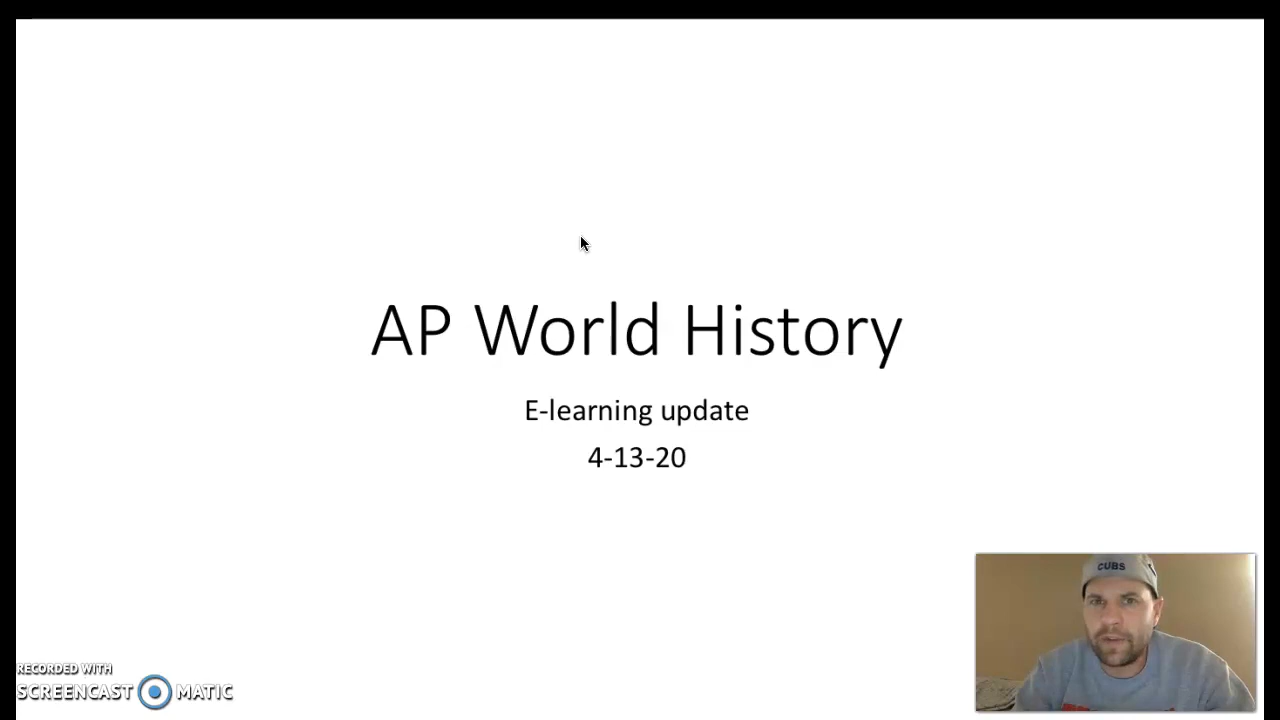 AP World History
E-learning update
4-13-20
CUBS
RECORDED WITH
SCREENCAST MATIC